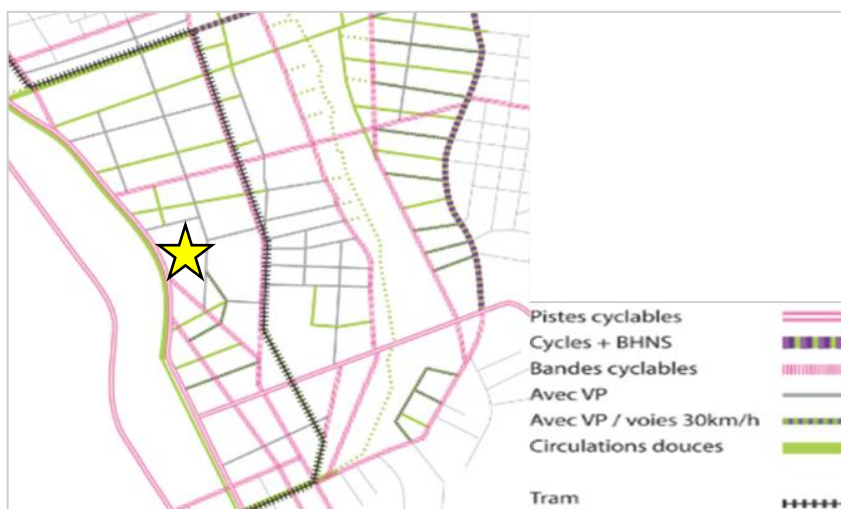 Pistes cyclables
Cycles + BHNS
Bandes cyclables
Avec VP
Avec VP / voies 30km/h
Circulations douces
Tram